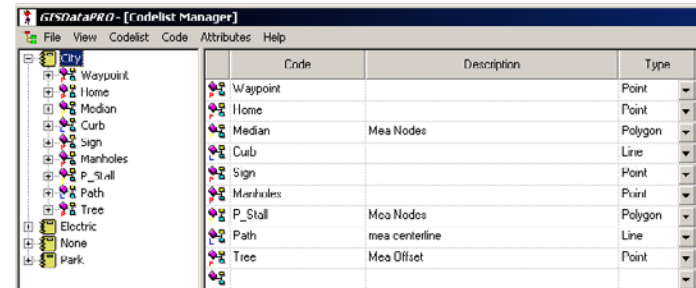 GISDataPRO - [Codelist Manager]
File View Codelist Code Attributes Help
City
Waypoint
Home
Median
Curb
Sign
Manholes
P_Stall
Path
Tree
Electric
None
Park
Code Description Type
Waypoint Point
Home Point
Median Mea Nodes Polygon
Curb Line
Sign Point
Manholes Point
P_Stall Mea Nodes Polygon
Path mea centerline Line
Tree Mea Offset Point